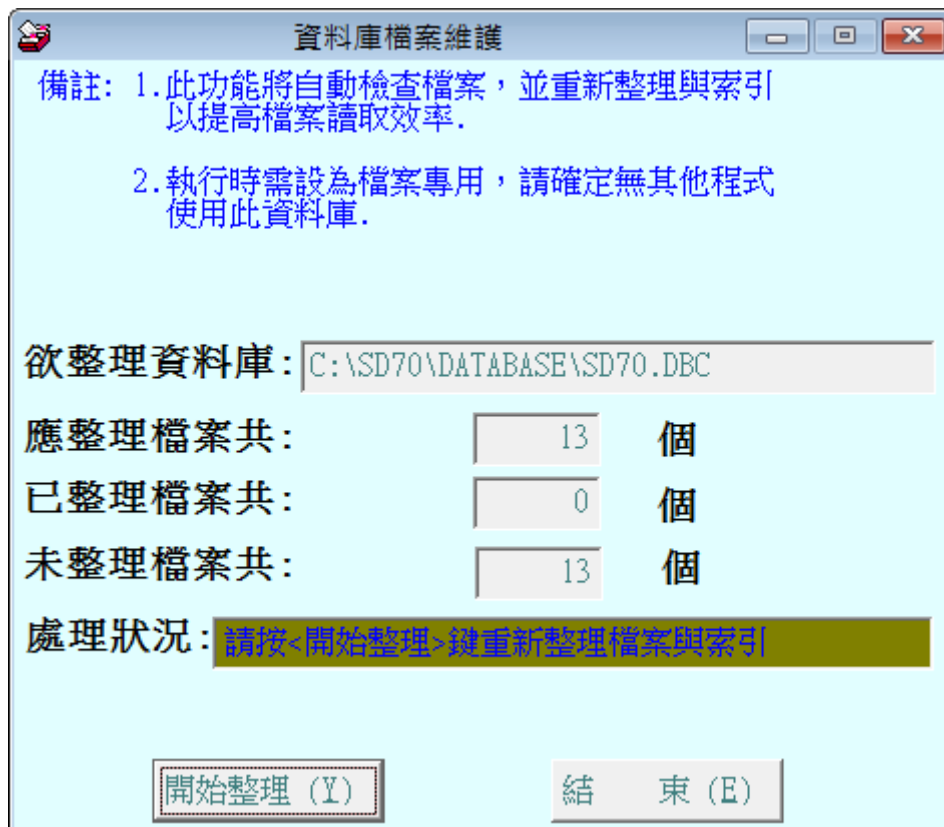 資料庫檔案維護
備註: 1.此功能將自動檢查檔案，並重新整理與索引
以提高檔案讀取效率.
2.執行時需設為檔案專用，請確定無其他程式
使用此資料庫.
欲整理資料庫: C:\SD70\DATABASE\SD70.DBC
應整理檔案共: 13 個
已整理檔案共: 0 個
未整理檔案共: 13 個
處理狀況: 請按<開始整理>鍵重新整理檔案與索引
開始整理 (Y) 結 束 (E)